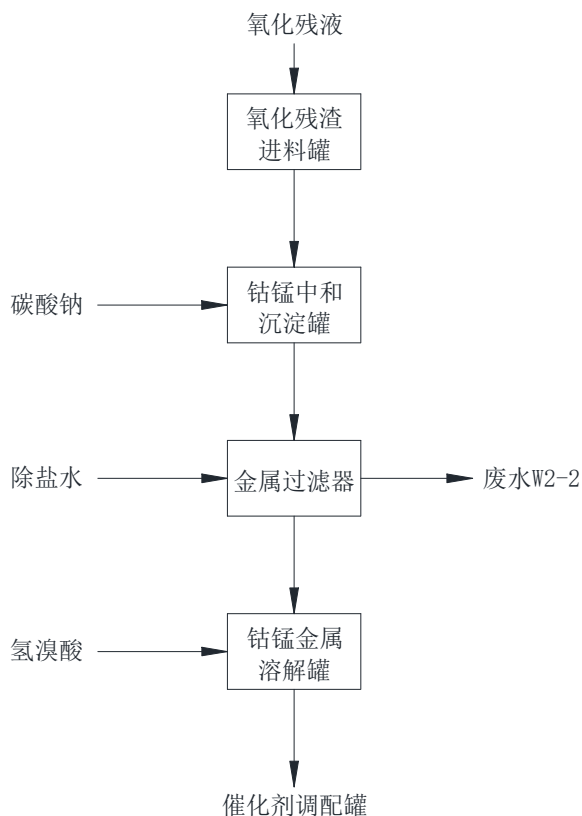 氧化残液
氧化残渣
进料罐
碳酸钠
钴锰中和
沉淀罐
除盐水
金属过滤器
废水W2-2
氢溴酸
钴锰金属
溶解罐
催化剂调配罐